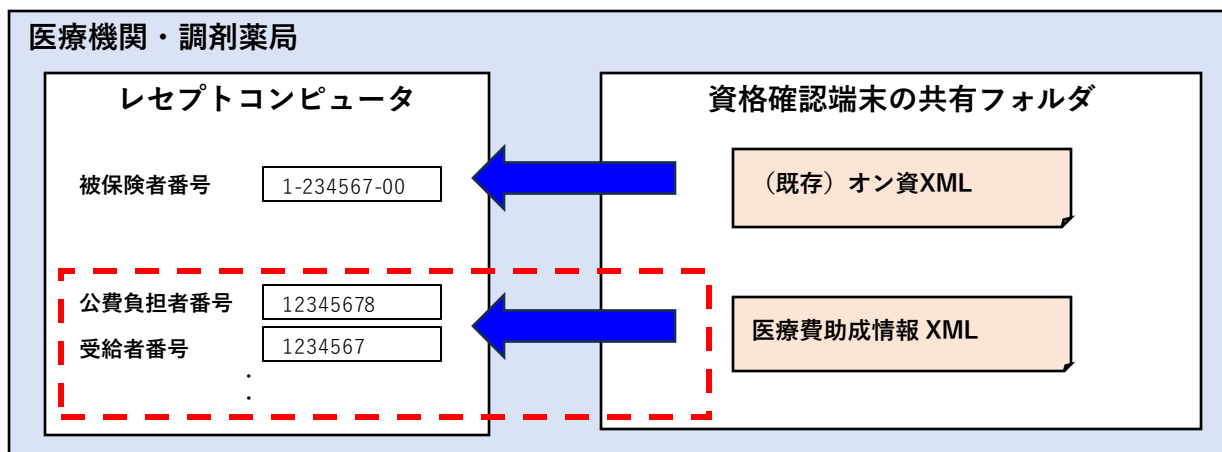 医療機関・調剤薬局
レセプトコンピュータ
被保険者番号
1-234567-00
公費負担者番号
12345678
受給者番号
1234567
・
・
資格確認端末の共有フォルダ
（既存）オン資XML
医療費助成情報 XML